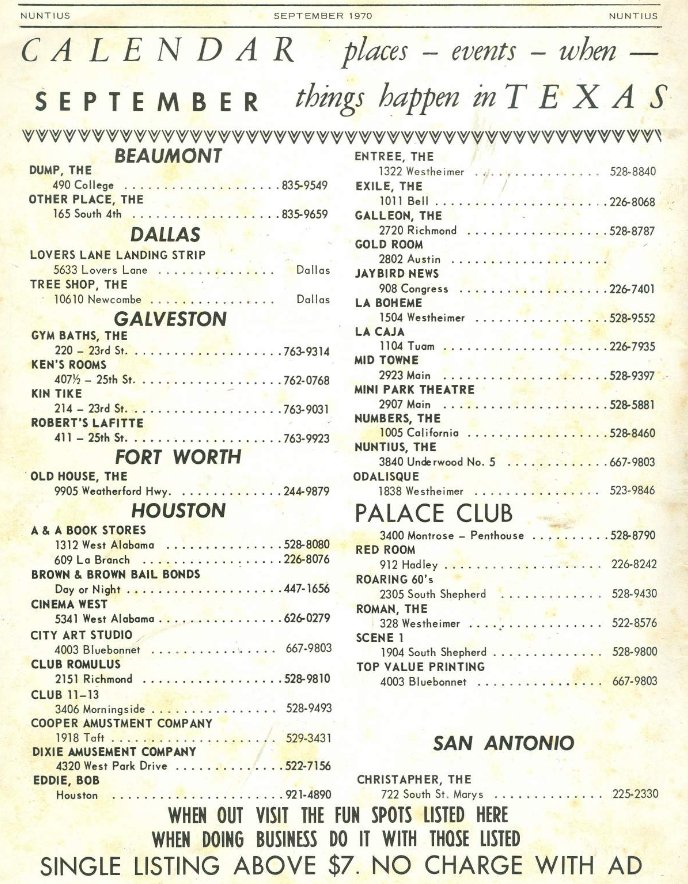 NUNTIUS SEPTEMBER 1970 NUNTIUS
CALENDAR places – events – when —
SEPTEMBER things happen in TEXAS
BEAUMONT
DUMP, THE
490 College . . . . . . . . . . . . . . . . . . . . 835-9549
OTHER PLACE, THE
165 South 4th . . . . . . . . . . . . . . . . . . . 835-9659
DALLAS
LOVERS LANE LANDING STRIP
5633 Lovers Lane . . . . . . . . . . . . . . . Dallas
TREE SHOP, THE
10610 Newcombe . . . . . . . . . . . . . . . Dallas
GALVESTON
GYM BATHS, THE
220 – 23rd St. . . . . . . . . . . . . . . . . . . . 763-9314
KEN'S ROOMS
407½ – 25th St. . . . . . . . . . . . . . . . . . . 762-0768
KIN TIKE
214 – 23rd St. . . . . . . . . . . . . . . . . . . . 763-9031
ROBERT'S LAFITTE
411 – 25th St. . . . . . . . . . . . . . . . . . . . 763-9923
FORT WORTH
OLD HOUSE, THE
9905 Weatherford Hwy. . . . . . . . . . . . . . 244-9879
HOUSTON
A & A BOOK STORES
1312 West Alabama . . . . . . . . . . . . . . . 528-8080
609 La Branch . . . . . . . . . . . . . . . . . . 226-8076
BROWN & BROWN BAIL BONDS
Day or Night . . . . . . . . . . . . . . . . . . . . 447-1656
CINEMA WEST
5341 West Alabama . . . . . . . . . . . . . . . . 626-0279
CITY ART STUDIO
4003 Bluebonnet . . . . . . . . . . . . . . . . 667-9803
CLUB ROMULUS
2151 Richmond . . . . . . . . . . . . . . . . . . 528-9810
CLUB 11–13
3406 Morningside . . . . . . . . . . . . . . . . 528-9493
COOPER AMUSTMENT COMPANY
1918 Taft . . . . . . . . . . . . . . . . . . . . . 529-3431
DIXIE AMUSEMENT COMPANY
4320 West Park Drive . . . . . . . . . . . . . . 522-7156
EDDIE, BOB
Houston . . . . . . . . . . . . . . . . . . . . . . 921-4890
ENTREE, THE
1322 Westheimer . . . . . . . . . . . . . . . . 528-8840
EXILE, THE
1011 Bell . . . . . . . . . . . . . . . . . . . . . . 226-8068
GALLEON, THE
2720 Richmond . . . . . . . . . . . . . . . . . 528-8787
GOLD ROOM
2802 Austin . . . . . . . . . . . . . . . . . . . .
JAYBIRD NEWS
908 Congress . . . . . . . . . . . . . . . . . . . 226-7401
LA BOHEME
1504 Westheimer . . . . . . . . . . . . . . . . 528-9552
LA CAJA
1104 Tuam . . . . . . . . . . . . . . . . . . . . . 226-7935
MID TOWNE
2923 Main . . . . . . . . . . . . . . . . . . . . . 528-9397
MINI PARK THEATRE
2907 Main . . . . . . . . . . . . . . . . . . . . . 528-5881
NUMBERS, THE
1005 California . . . . . . . . . . . . . . . . . . 528-8460
NUNTIUS, THE
3840 Underwood No. 5 . . . . . . . . . . . . . 667-9803
ODALISQUE
1838 Westheimer . . . . . . . . . . . . . . . . 523-9846
PALACE CLUB
3400 Montrose – Penthouse . . . . . . . . . . 528-8790
RED ROOM
912 Hadley . . . . . . . . . . . . . . . . . . . . 226-8242
ROARING 60's
2305 South Shepherd . . . . . . . . . . . . . 528-9430
ROMAN, THE
328 Westheimer . . . . . . . . . . . . . . . . . 522-8576
SCENE 1
1904 South Shepherd . . . . . . . . . . . . . . 528-9800
TOP VALUE PRINTING
4003 Bluebonnet . . . . . . . . . . . . . . . . 667-9803
SAN ANTONIO
CHRISTAPHER, THE
722 South St. Marys . . . . . . . . . . . . . . 225-2330
WHEN OUT VISIT THE FUN SPOTS LISTED HERE
WHEN DOING BUSINESS DO IT WITH THOSE LISTED
SINGLE LISTING ABOVE $7. NO CHARGE WITH AD